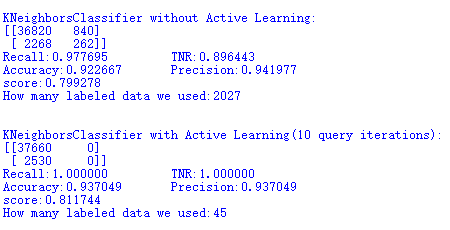 KNeighborsClassifier without Active Learning:
[[36820   840]
 [ 2268   262]]
Recall:0.977695        TNR:0.896443
Accuracy:0.922667      Precision:0.941977
score:0.799278
How many labeled data we used:2027
KNeighborsClassifier with Active Learning(10 query iterations):
[[37660     0]
 [ 2530     0]]
Recall:1.000000        TNR:1.000000
Accuracy:0.937049      Precision:0.937049
score:0.811744
How many labeled data we used:45